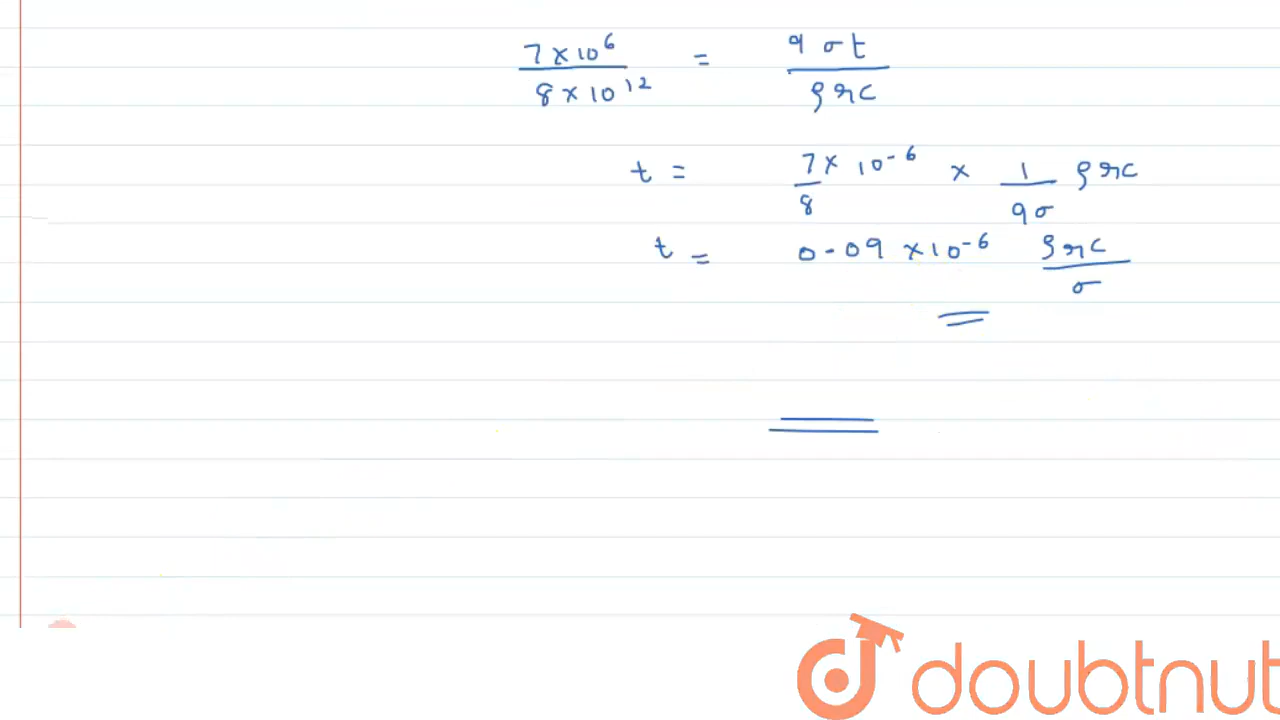 7 × 10⁶ / 8 × 10¹² = 9 σ t / ρ r c
t = 7/8 × 10⁻⁶ × 1/9σ ρ r c
t = 0.09 × 10⁻⁶ ρ r c / σ
doubtnut